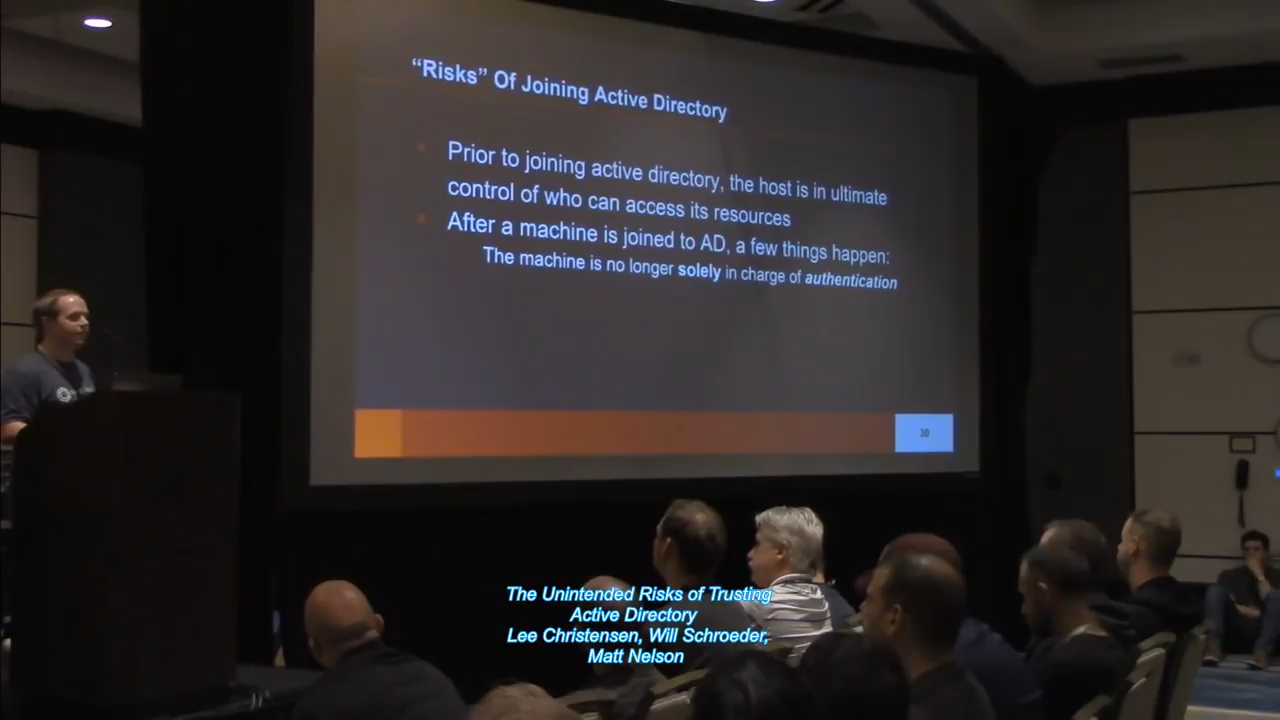 “Risks” Of Joining Active Directory
Prior to joining active directory, the host is in ultimate
control of who can access its resources
After a machine is joined to AD, a few things happen:
The machine is no longer solely in charge of authentication
30
The Unintended Risks of Trusting
Active Directory
Lee Christensen, Will Schroeder,
Matt Nelson